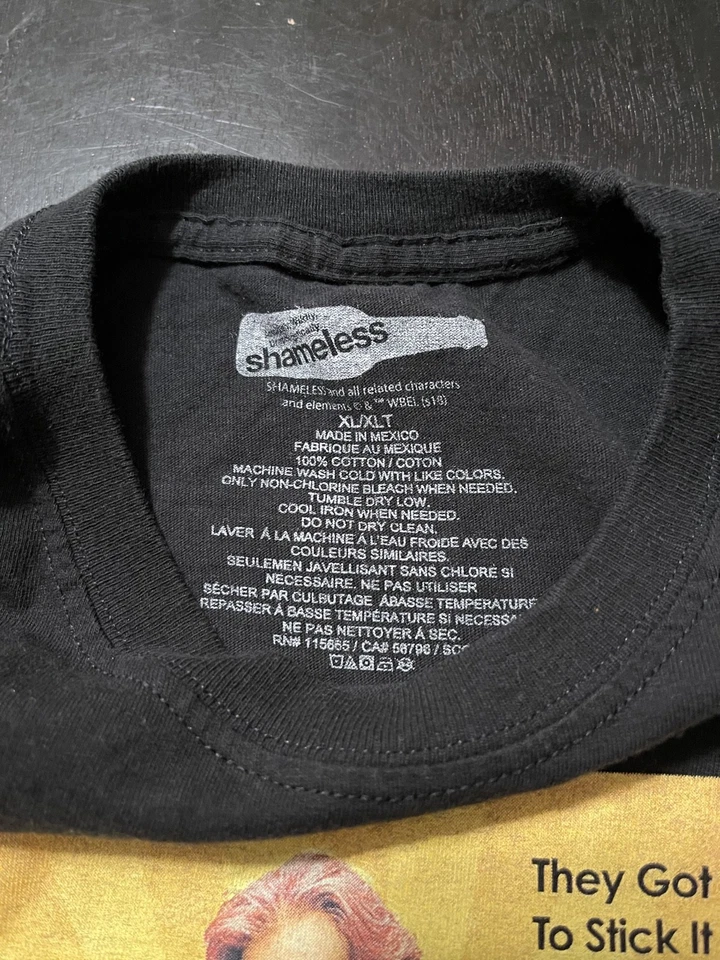 shameless
SHAMELESS and all related characters
and elements © & ™ WBEI. (s18)
XL/XLT
MADE IN MEXICO
FABRIQUE AU MEXIQUE
100% COTTON / COTON
MACHINE WASH COLD WITH LIKE COLORS.
ONLY NON-CHLORINE BLEACH WHEN NEEDED.
TUMBLE DRY LOW.
COOL IRON WHEN NEEDED.
DO NOT DRY CLEAN.
LAVER Á LA MACHINE Á L'EAU FROIDE AVEC DES
COULEURS SIMILAIRES.
SEULEMEN JAVELLISANT SANS CHLORE SI
NECESSAIRE. NE PAS UTILISER
SÉCHER PAR CULBUTAGE ÁBASSE TEMPERATURE
REPASSER Á BASSE TEMPÉRATURE SI NECESSA
NE PAS NETTOYER Á SEC.
RN# 115665 / CA# 56796 /
They Got
To Stick It